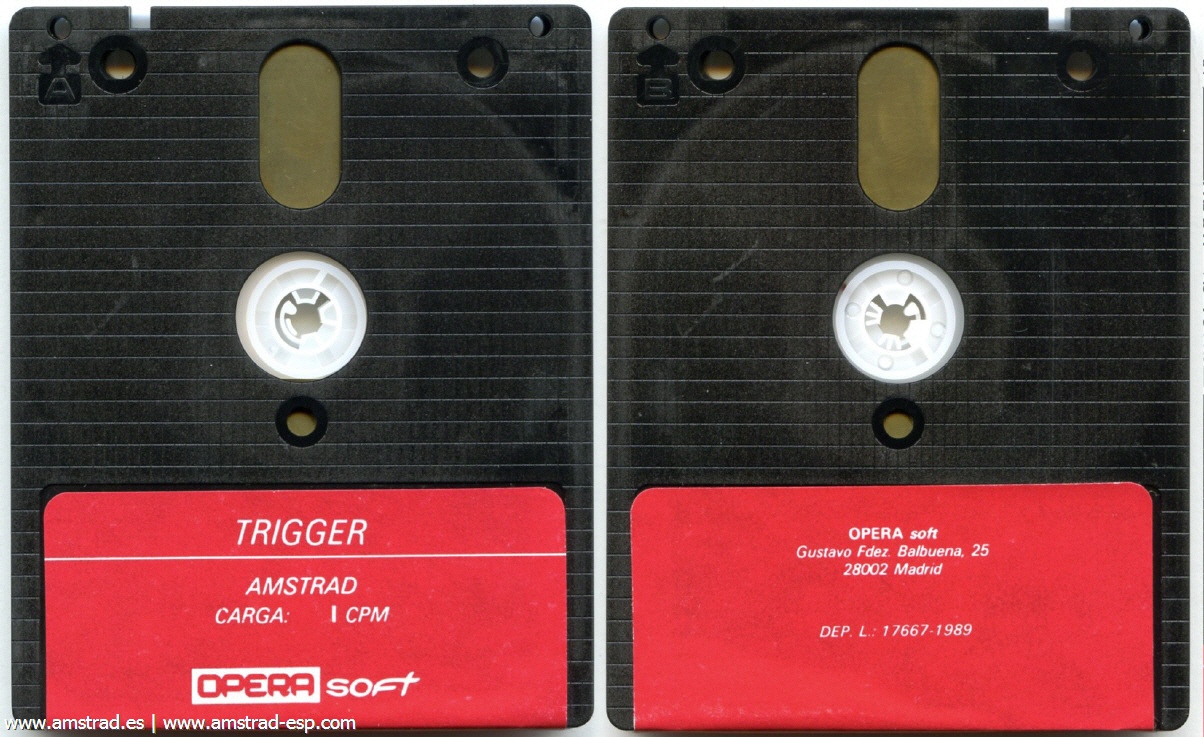 A
TRIGGER
AMSTRAD
CARGA: | CPM
OPERA soft
B
OPERA soft
Gustavo Fdez. Balbuena, 25
28002 Madrid
DEP. L.: 17667-1989
www.amstrad.es | www.amstrad-esp.com